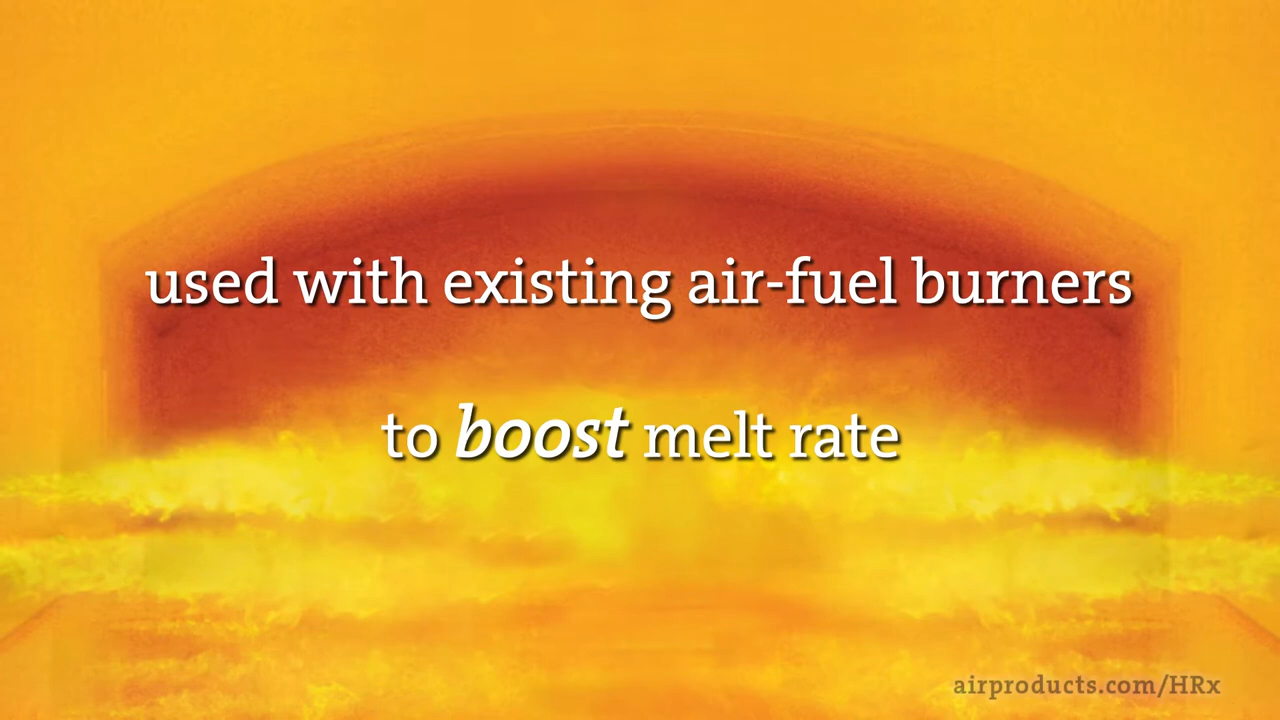 used with existing air-fuel burners
to boost melt rate
airproducts.com/HRx